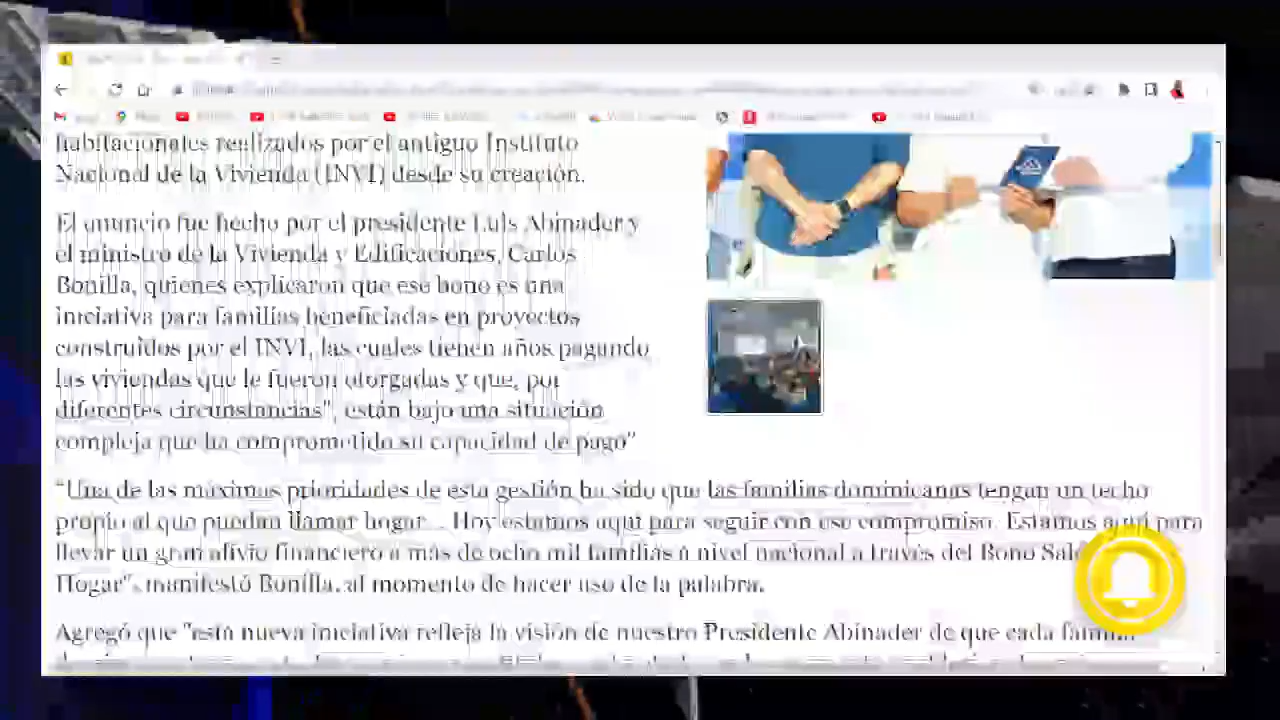 habitacionales realizados por el antiguo Instituto
Nacional de la Vivienda (INVI) desde su creación.
El anuncio fue hecho por el presidente Luis Abinader y
el ministro de la Vivienda y Edificaciones, Carlos
Bonilla, quienes explicaron que ese bono es una
iniciativa para familias beneficiadas en proyectos
construidos por el INVI, las cuales tienen años pagando
las viviendas que le fueron otorgadas y que, por
diferentes circunstancias", están bajo una situación
compleja que ha comprometido su capacidad de pago"
"Una de las máximas prioridades de esta gestión ha sido que las familias dominicanas tengan un techo
propio al que puedan llamar hogar... Hoy estamos aquí para seguir con ese compromiso. Estamos aquí para
llevar un gran alivio financiero a más de ocho mil familias a nivel nacional a través del Bono
Hogar", manifestó Bonilla, al momento de hacer uso de la palabra.
Agregó que "esta nueva iniciativa refleja la visión de nuestro Presidente Abinader de que cada familia